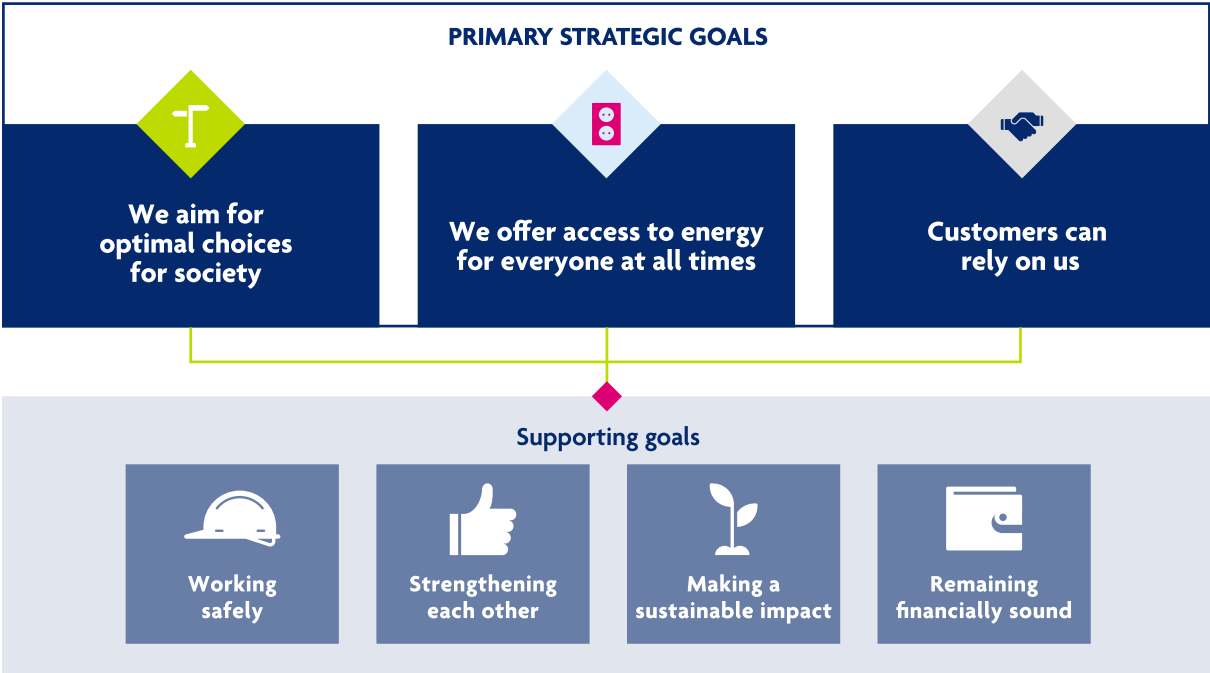 PRIMARY STRATEGIC GOALS
We aim for
optimal choices
for society
We offer access to energy
for everyone at all times
Customers can
rely on us
Supporting goals
Working
safely
Strengthening
each other
Making a
sustainable impact
Remaining
financially sound